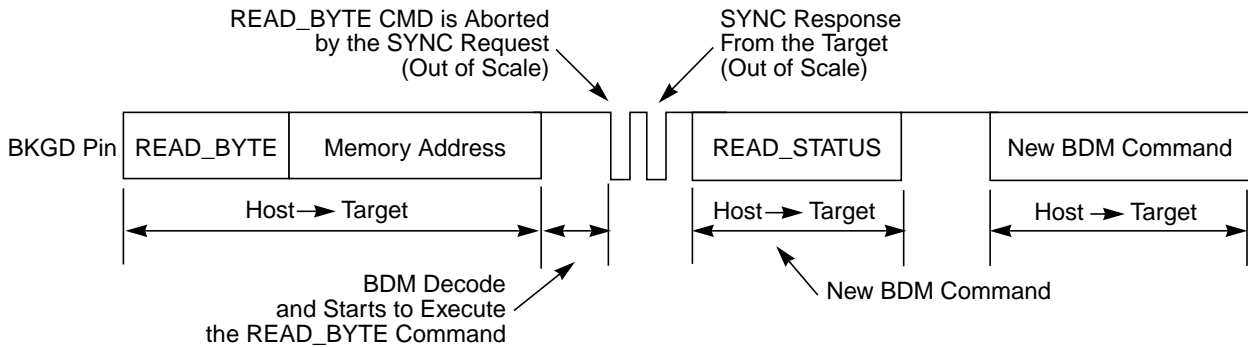 READ_BYTE CMD is Aborted
by the SYNC Request
(Out of Scale)
SYNC Response
From the Target
(Out of Scale)
BKGD Pin
READ_BYTE
Memory Address
READ_STATUS
New BDM Command
Host Target
Host Target
Host Target
BDM Decode
and Starts to Execute
the READ_BYTE Command
New BDM Command